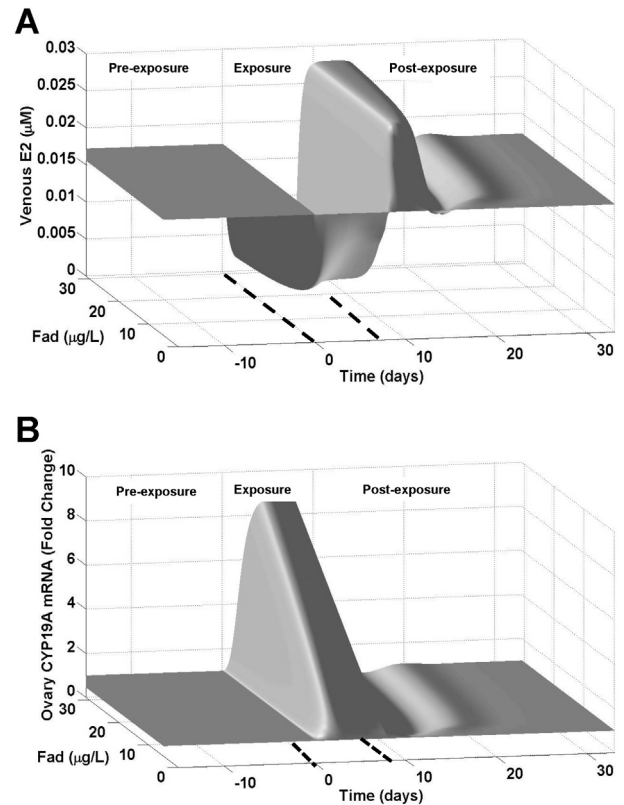 A
0.03
Pre-exposure Exposure Post-exposure
0.025
0.02
0.015
0.01
0.005
0
Venous E2 (μM)
30
20
10
0
Fad (μg/L)
-10 0 10 20 30
Time (days)
B
10
Pre-exposure Exposure Post-exposure
8
6
4
2
0
Ovary CYP19A mRNA (Fold Change)
30
20
10
0
Fad (μg/L)
-10 0 10 20 30
Time (days)